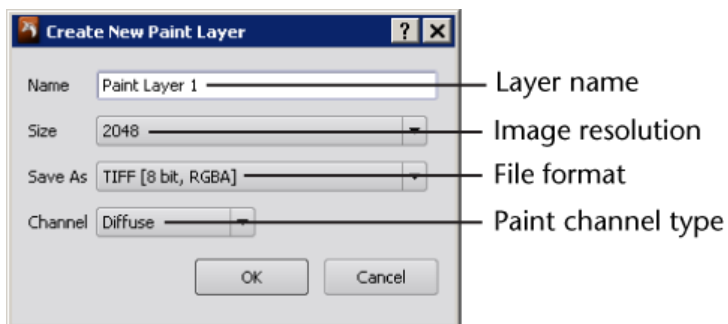 Create New Paint Layer ? X
Name Paint Layer 1 Layer name
Size 2048 Image resolution
Save As TIFF [8 bit, RGBA] File format
Channel Diffuse Paint channel type
OK Cancel